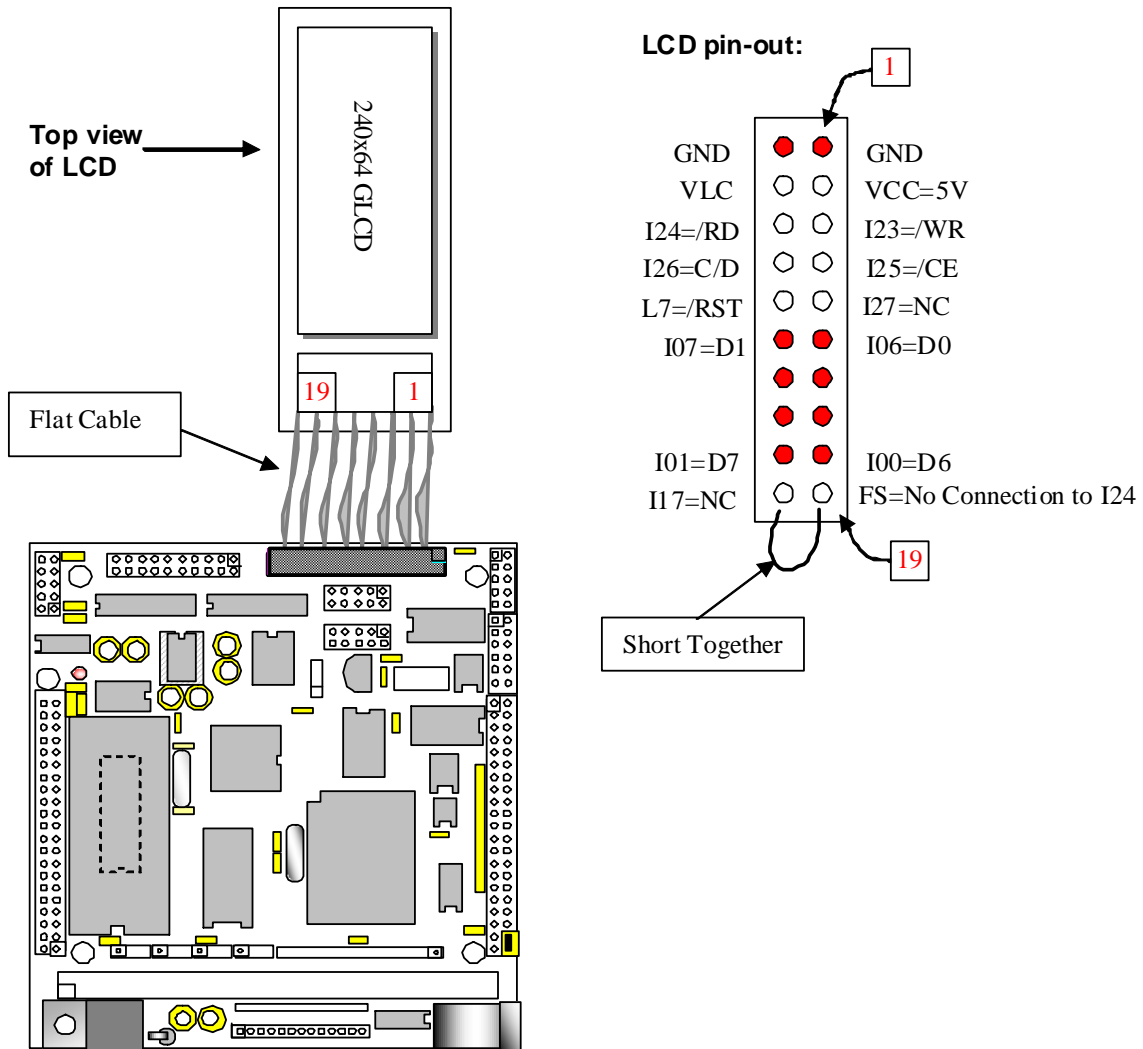 LCD pin-out:
1
Top view
of LCD
240x64 GLCD
GND GND
VLC VCC=5V
I24=/RD I23=/WR
I26=C/D I25=/CE
L7=/RST I27=NC
I07=D1 I06=D0
19 1
Flat Cable
I01=D7 I00=D6
I17=NC FS=No Connection to I24
19
Short Together